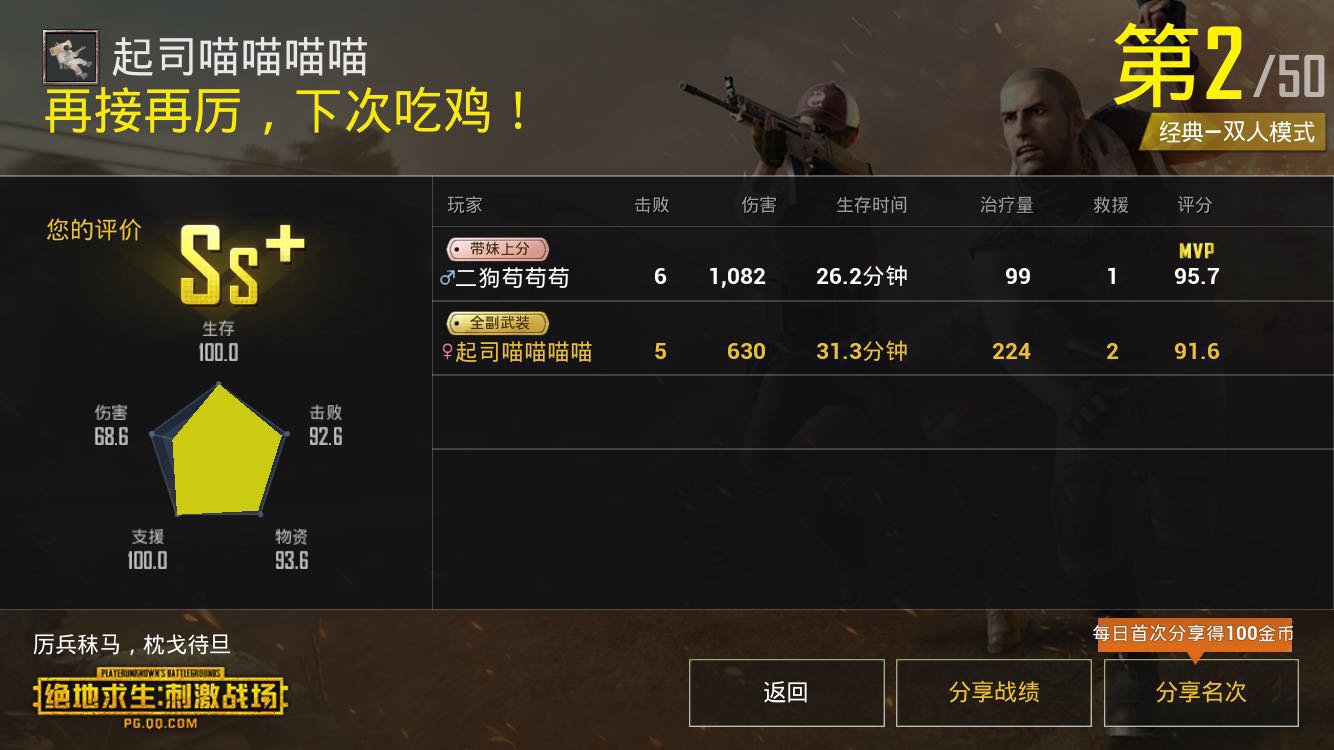 起司喵喵喵喵
再接再厉，下次吃鸡！
第2/50
经典-双人模式
您的评价
Ss+
生存
100.0
伤害
68.6
击败
92.6
支援
100.0
物资
93.6
玩家 击败 伤害 生存时间 治疗量 救援 评分
带妹上分 MVP
♂二狗苟苟苟 6 1,082 26.2分钟 99 1 95.7
全副武装
♀起司喵喵喵喵 5 630 31.3分钟 224 2 91.6
厉兵秣马，枕戈待旦
PLAYERUNKNOWN'S BATTLEGROUNDS
绝地求生:刺激战场
PG.QQ.COM
每日首次分享得100金币
返回 分享战绩 分享名次